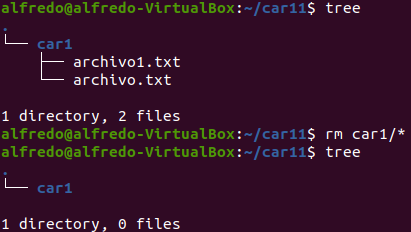 alfredo@alfredo-VirtualBox:~/car11$ tree
.
└── car1
    ├── archivo1.txt
    └── archivo.txt
1 directory, 2 files
alfredo@alfredo-VirtualBox:~/car11$ rm car1/*
alfredo@alfredo-VirtualBox:~/car11$ tree
.
└── car1
1 directory, 0 files